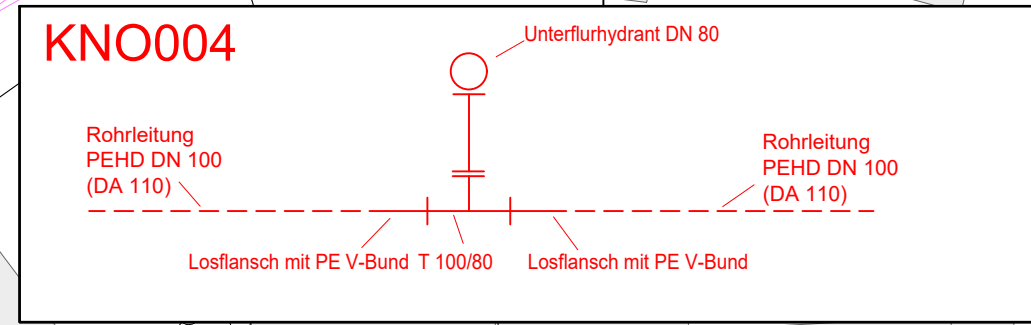 KNO004
Unterflurhydrant DN 80
Rohrleitung
PEHD DN 100
(DA 110)
Rohrleitung
PEHD DN 100
(DA 110)
Losflansch mit PE V-Bund
T 100/80
Losflansch mit PE V-Bund